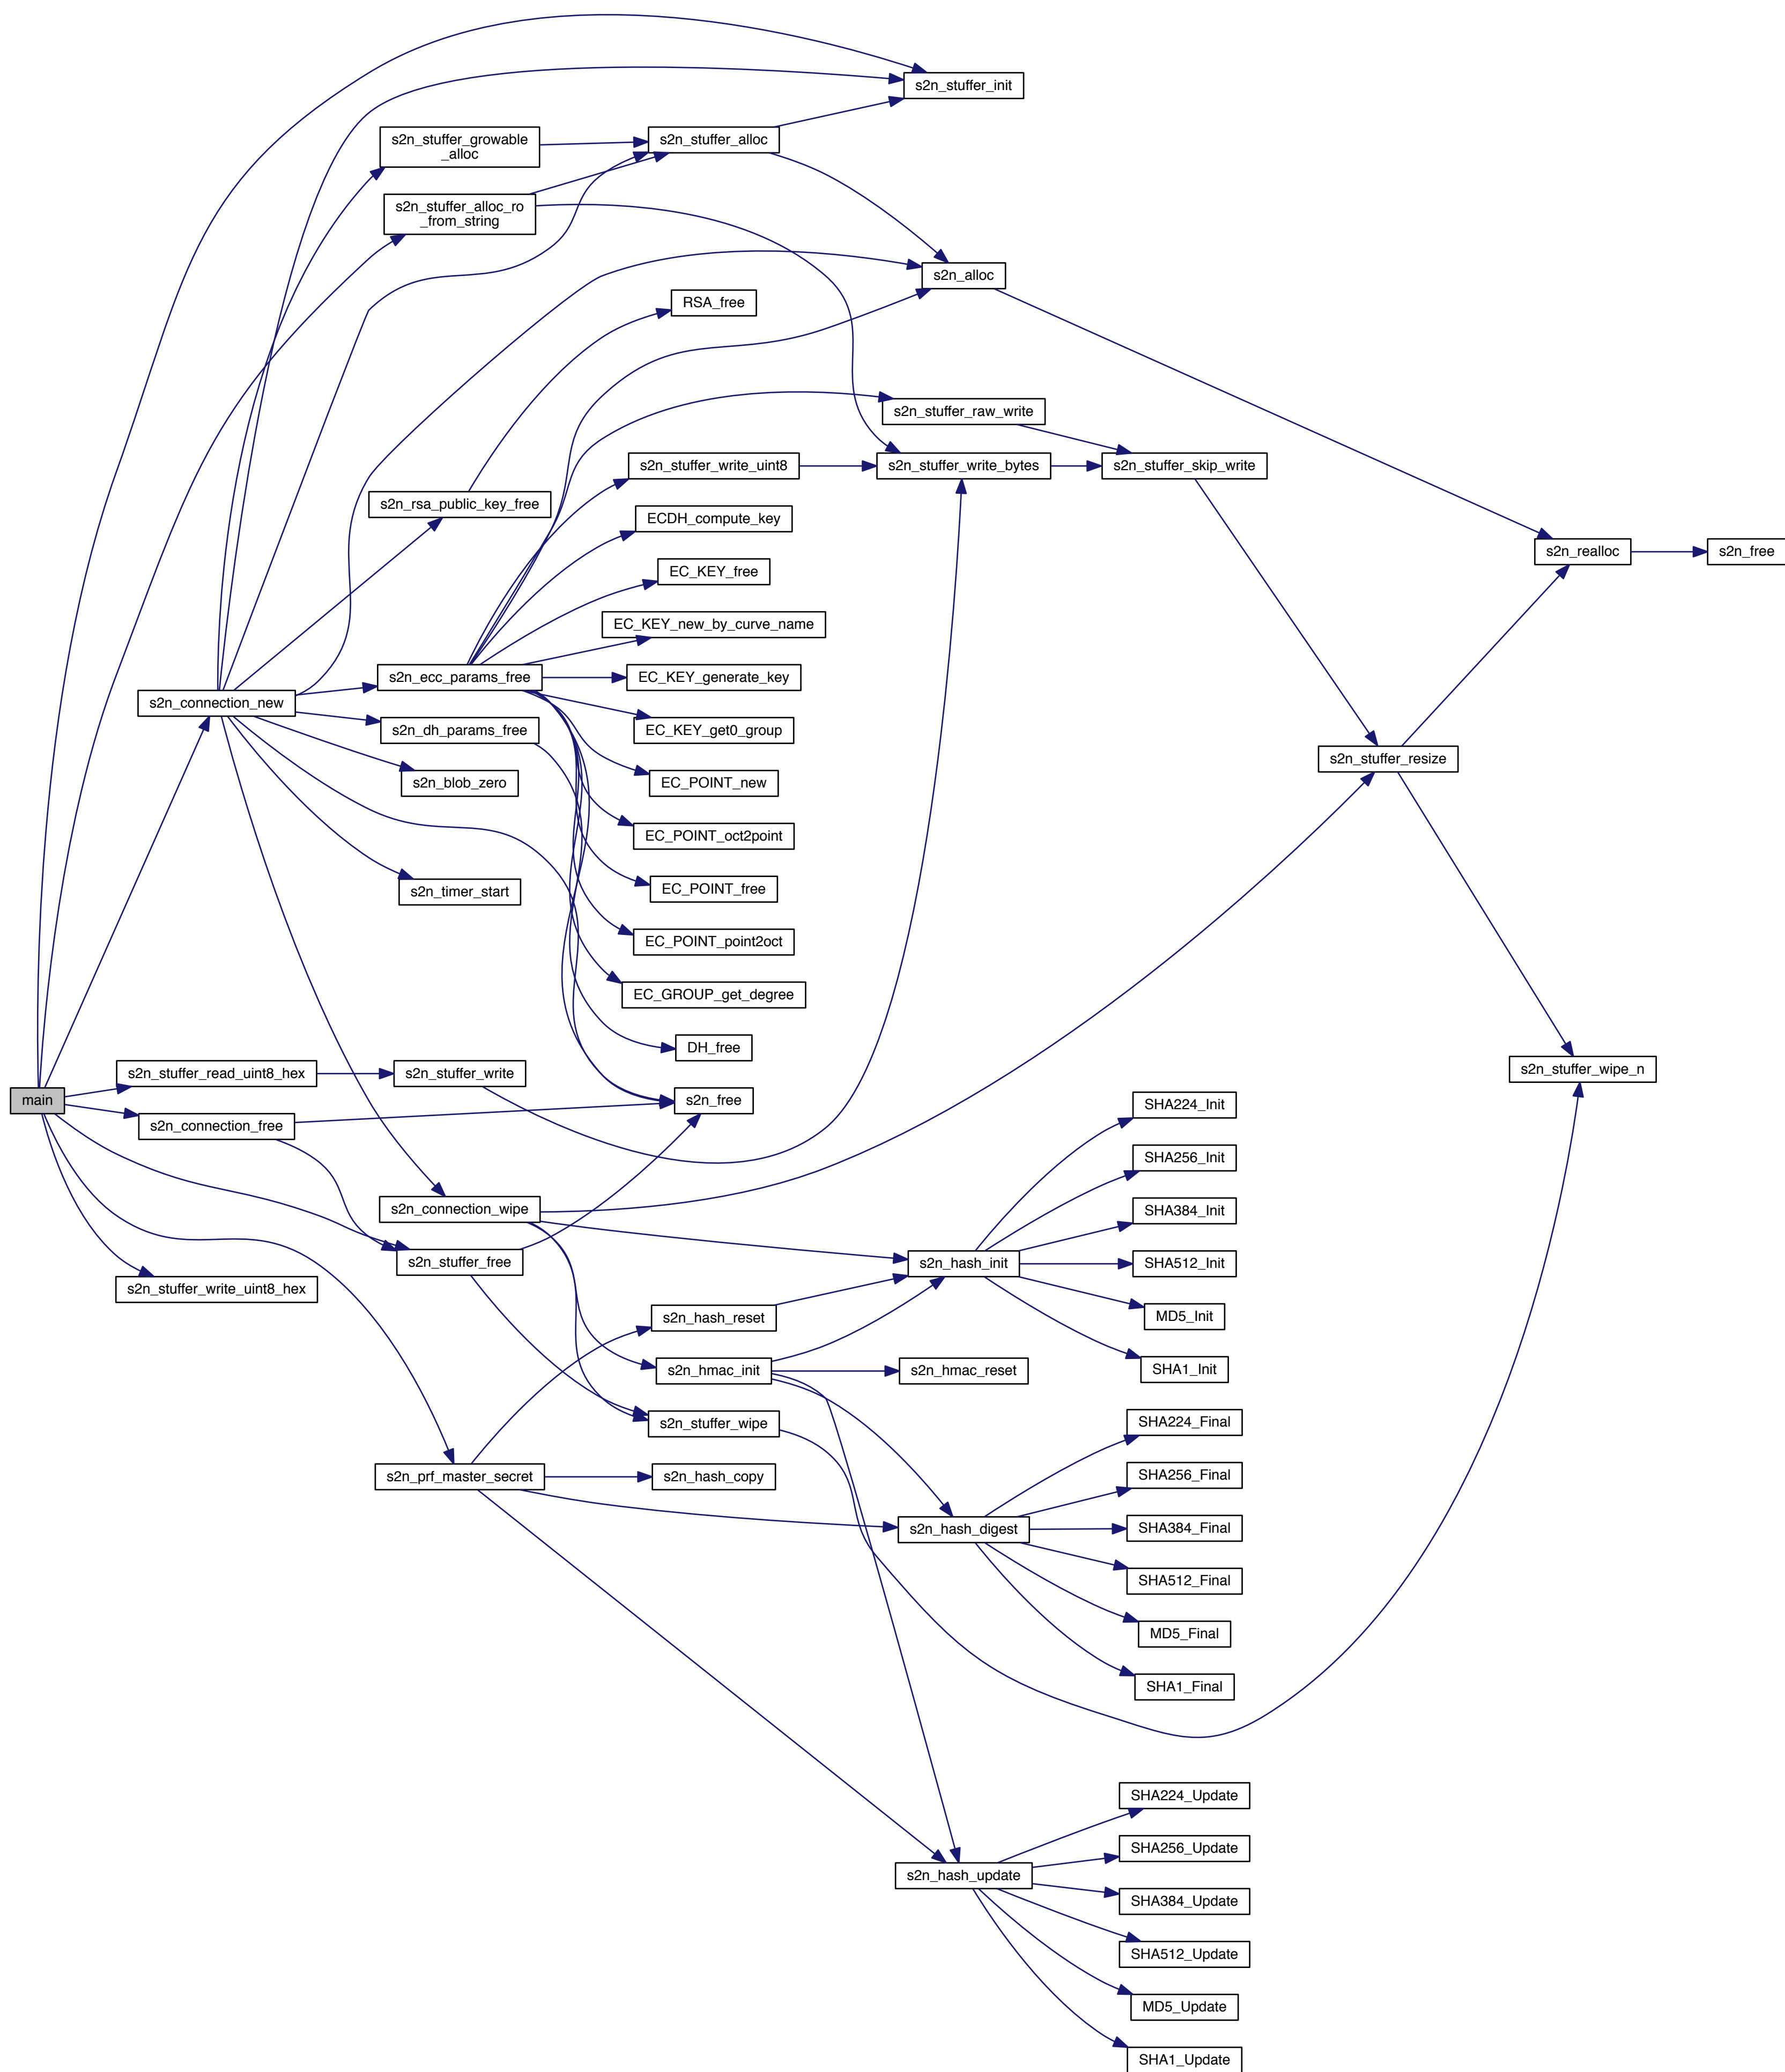 s2n_stuffer_init
s2n_stuffer_growable
_alloc
s2n_stuffer_alloc
s2n_stuffer_alloc_ro
_from_string
s2n_alloc
RSA_free
s2n_stuffer_raw_write
s2n_stuffer_write_uint8
s2n_stuffer_write_bytes
s2n_stuffer_skip_write
s2n_rsa_public_key_free
ECDH_compute_key
s2n_realloc
s2n_free
EC_KEY_free
EC_KEY_new_by_curve_name
s2n_ecc_params_free
EC_KEY_generate_key
s2n_connection_new
s2n_dh_params_free
EC_KEY_get0_group
s2n_stuffer_resize
s2n_blob_zero
EC_POINT_new
EC_POINT_oct2point
s2n_timer_start
EC_POINT_free
EC_POINT_point2oct
EC_GROUP_get_degree
DH_free
s2n_stuffer_wipe_n
s2n_stuffer_read_uint8_hex
s2n_stuffer_write
main
s2n_free
SHA224_Init
s2n_connection_free
SHA256_Init
s2n_connection_wipe
SHA384_Init
s2n_stuffer_free
s2n_hash_init
SHA512_Init
s2n_stuffer_write_uint8_hex
s2n_hash_reset
MD5_Init
s2n_hmac_init
s2n_hmac_reset
SHA1_Init
s2n_stuffer_wipe
SHA224_Final
s2n_prf_master_secret
s2n_hash_copy
SHA256_Final
s2n_hash_digest
SHA384_Final
SHA512_Final
MD5_Final
SHA1_Final
SHA224_Update
SHA256_Update
s2n_hash_update
SHA384_Update
SHA512_Update
MD5_Update
SHA1_Update